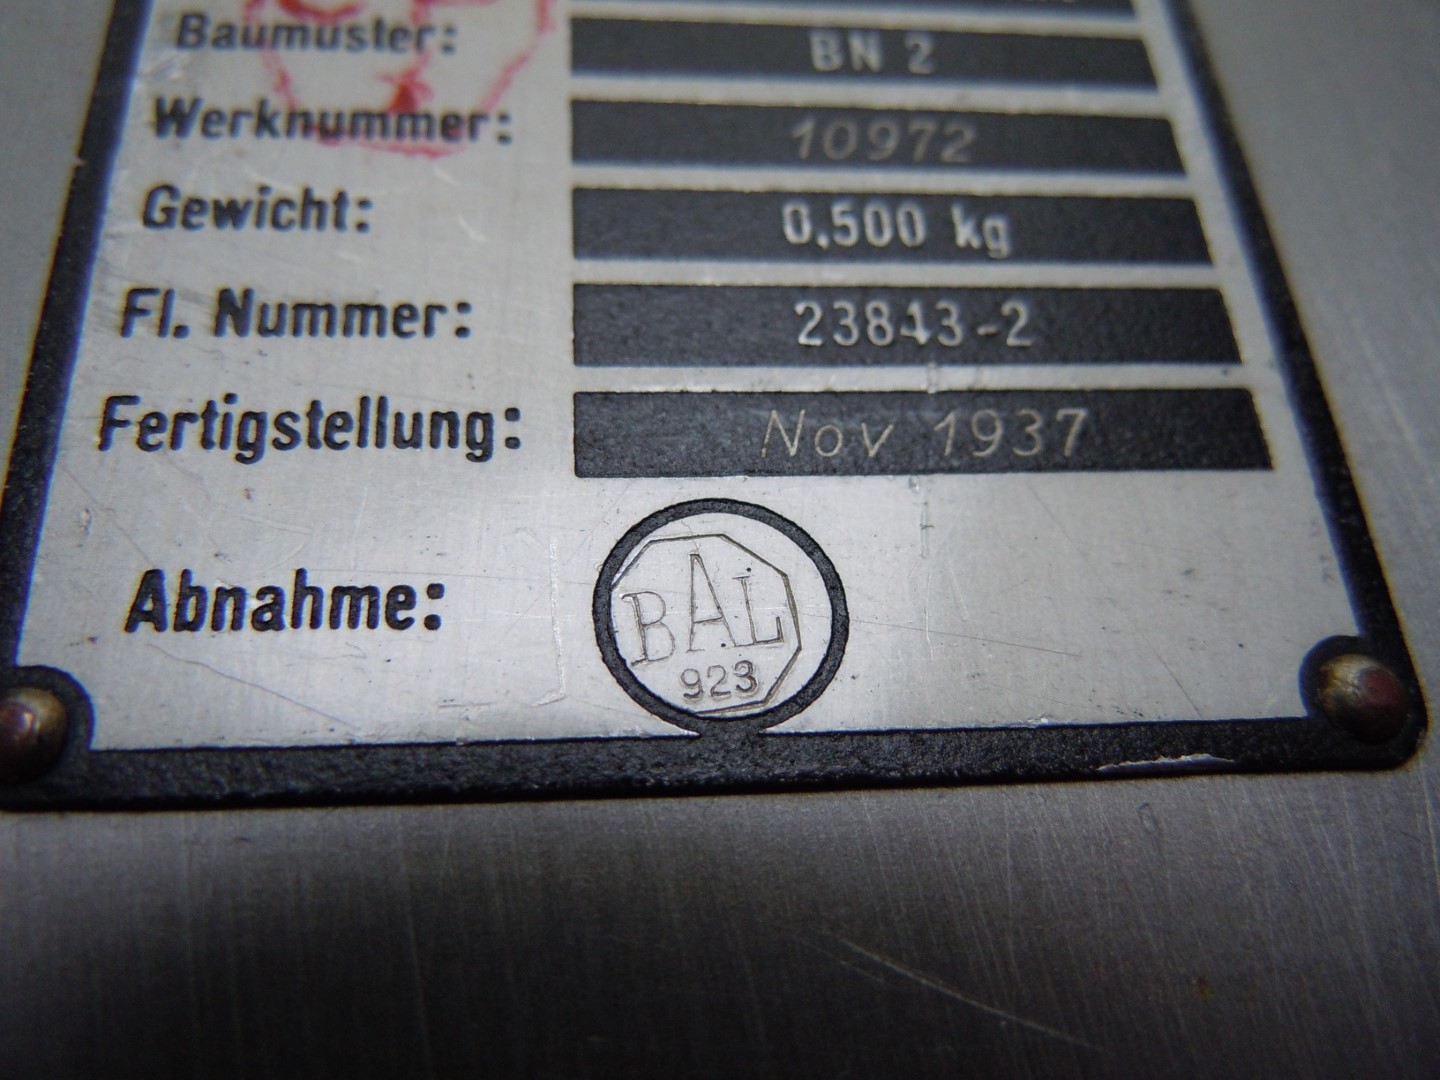 Baumuster: BN 2
Werknummer: 10972
Gewicht: 0,500 kg
Fl. Nummer: 23843-2
Fertigstellung: Nov 1937
Abnahme: BAL
923